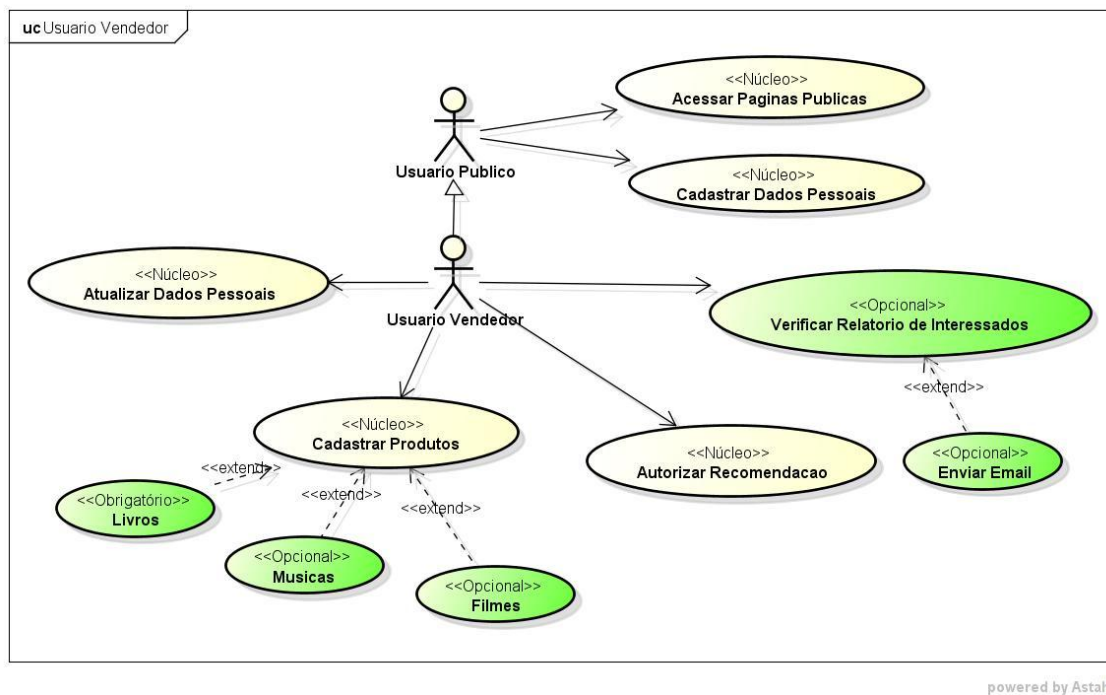 uc Usuario Vendedor
<<Núcleo>>
Acessar Paginas Publicas
Usuario Publico
<<Núcleo>>
Cadastrar Dados Pessoais
<<Núcleo>>
Atualizar Dados Pessoais
Usuario Vendedor
<<Opcional>>
Verificar Relatorio de Interessados
<<extend>>
<<Núcleo>>
Cadastrar Produtos
<<Núcleo>>
Autorizar Recomendacao
<<Opcional>>
Enviar Email
<<extend>>
<<extend>>
<<extend>>
<<Obrigatório>>
Livros
<<Opcional>>
Musicas
<<Opcional>>
Filmes
powered by Astah